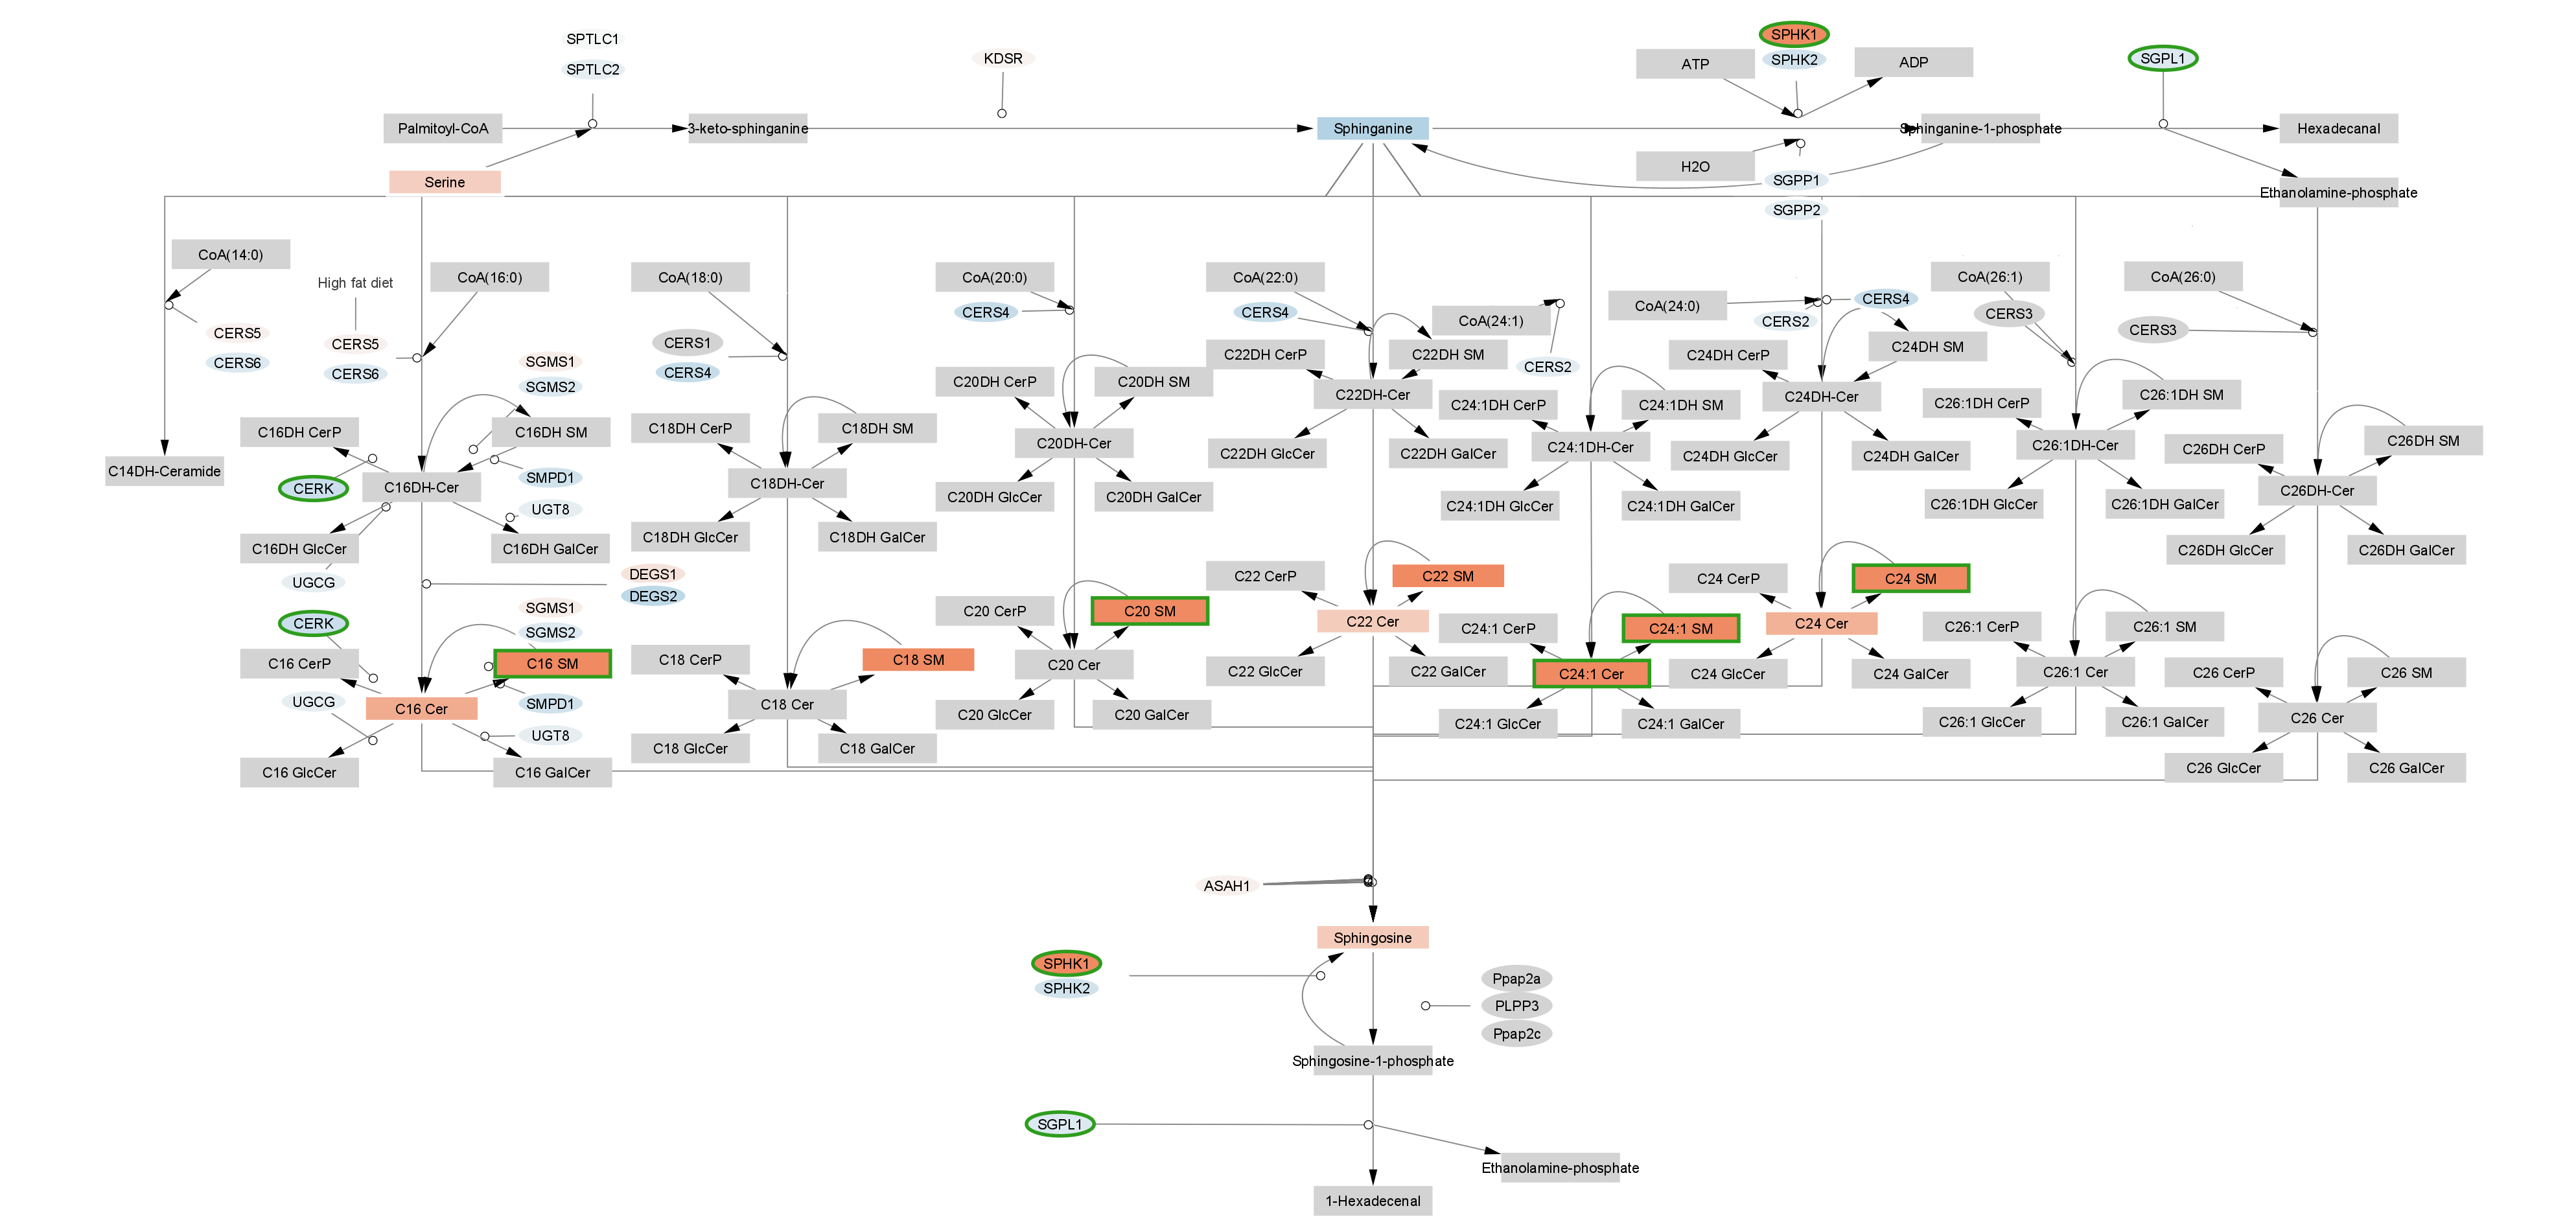 SPTLC1
SPTLC2
KDSR
SPHK1
SPHK2
ATP
ADP
SGPL1
Palmitoyl-CoA
3-keto-sphinganine
Sphinganine
Sphinganine-1-phosphate
Hexadecanal
H2O
Serine
SGPP1
SGPP2
Ethanolamine-phosphate
CoA(14:0)
High fat diet
CoA(16:0)
CoA(18:0)
CoA(20:0)
CoA(22:0)
CoA(24:1)
CoA(24:0)
CERS4
CoA(26:1)
CoA(26:0)
CERS5
CERS6
CERS5
CERS6
CERS1
CERS4
CERS4
CERS4
CERS2
CERS2
CERS3
CERS3
SGMS1
SGMS2
C16DH CerP
C16DH SM
C14DH-Ceramide
CERK
C16DH-Cer
SMPD1
UGT8
C16DH GlcCer
C16DH GalCer
UGCG
C18DH CerP
C18DH SM
C18DH-Cer
C18DH GlcCer
C18DH GalCer
C20DH CerP
C20DH SM
C20DH-Cer
C20DH GlcCer
C20DH GalCer
C22DH CerP
C22DH SM
C22DH-Cer
C22DH GlcCer
C22DH GalCer
C24:1DH CerP
C24:1DH SM
C24:1DH-Cer
C24:1DH GlcCer
C24:1DH GalCer
C24DH CerP
C24DH SM
C24DH-Cer
C24DH GlcCer
C24DH GalCer
C26:1DH CerP
C26:1DH SM
C26:1DH-Cer
C26:1DH GlcCer
C26:1DH GalCer
C26DH CerP
C26DH SM
C26DH-Cer
C26DH GlcCer
C26DH GalCer
DEGS1
DEGS2
CERK
SGMS1
SGMS2
C16 CerP
C16 SM
UGCG
C16 Cer
SMPD1
UGT8
C16 GlcCer
C16 GalCer
C18 CerP
C18 SM
C18 Cer
C18 GlcCer
C18 GalCer
C20 CerP
C20 SM
C20 Cer
C20 GlcCer
C20 GalCer
C22 CerP
C22 SM
C22 Cer
C22 GlcCer
C22 GalCer
C24:1 CerP
C24:1 SM
C24:1 Cer
C24:1 GlcCer
C24:1 GalCer
C24 CerP
C24 SM
C24 Cer
C24 GlcCer
C24 GalCer
C26:1 CerP
C26:1 SM
C26:1 Cer
C26:1 GlcCer
C26:1 GalCer
C26 CerP
C26 SM
C26 Cer
C26 GlcCer
C26 GalCer
ASAH1
Sphingosine
SPHK1
SPHK2
Ppap2a
PLPP3
Ppap2c
Sphingosine-1-phosphate
SGPL1
Ethanolamine-phosphate
1-Hexadecenal